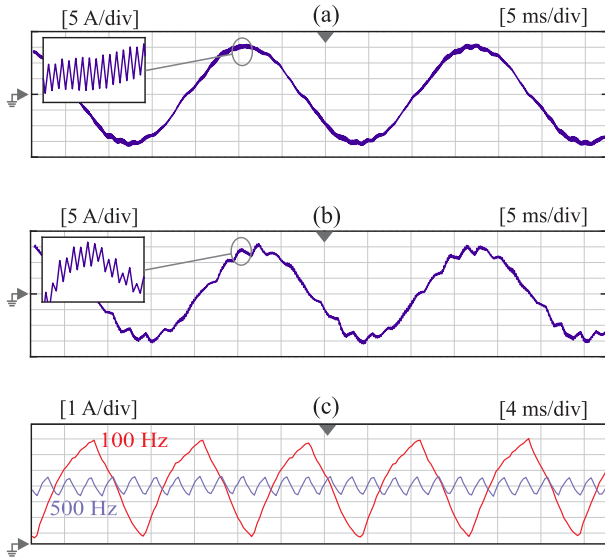 [5 A/div] (a) [5 ms/div]
[5 A/div] (b) [5 ms/div]
[1 A/div] (c) [4 ms/div]
100 Hz
500 Hz